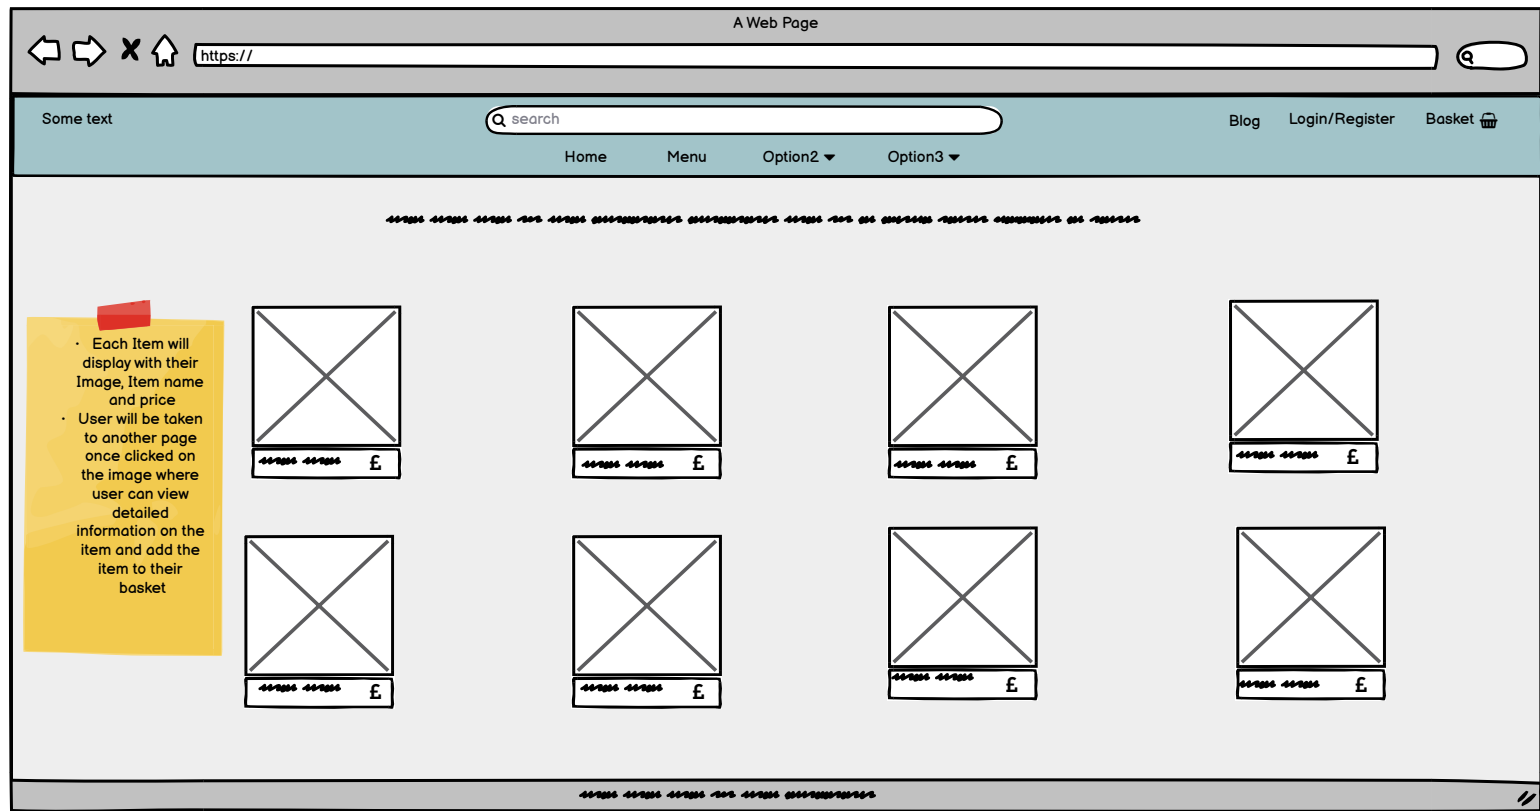 A Web Page
https://
Some text
search
Blog
Login/Register
Basket
Home
Menu
Option2
Option3
• Each Item will
display with their
Image, Item name
and price
• User will be taken
to another page
once clicked on
the image where
user can view
detailed
information on the
item and add the
item to their
basket
£
£
£
£
£
£
£
£